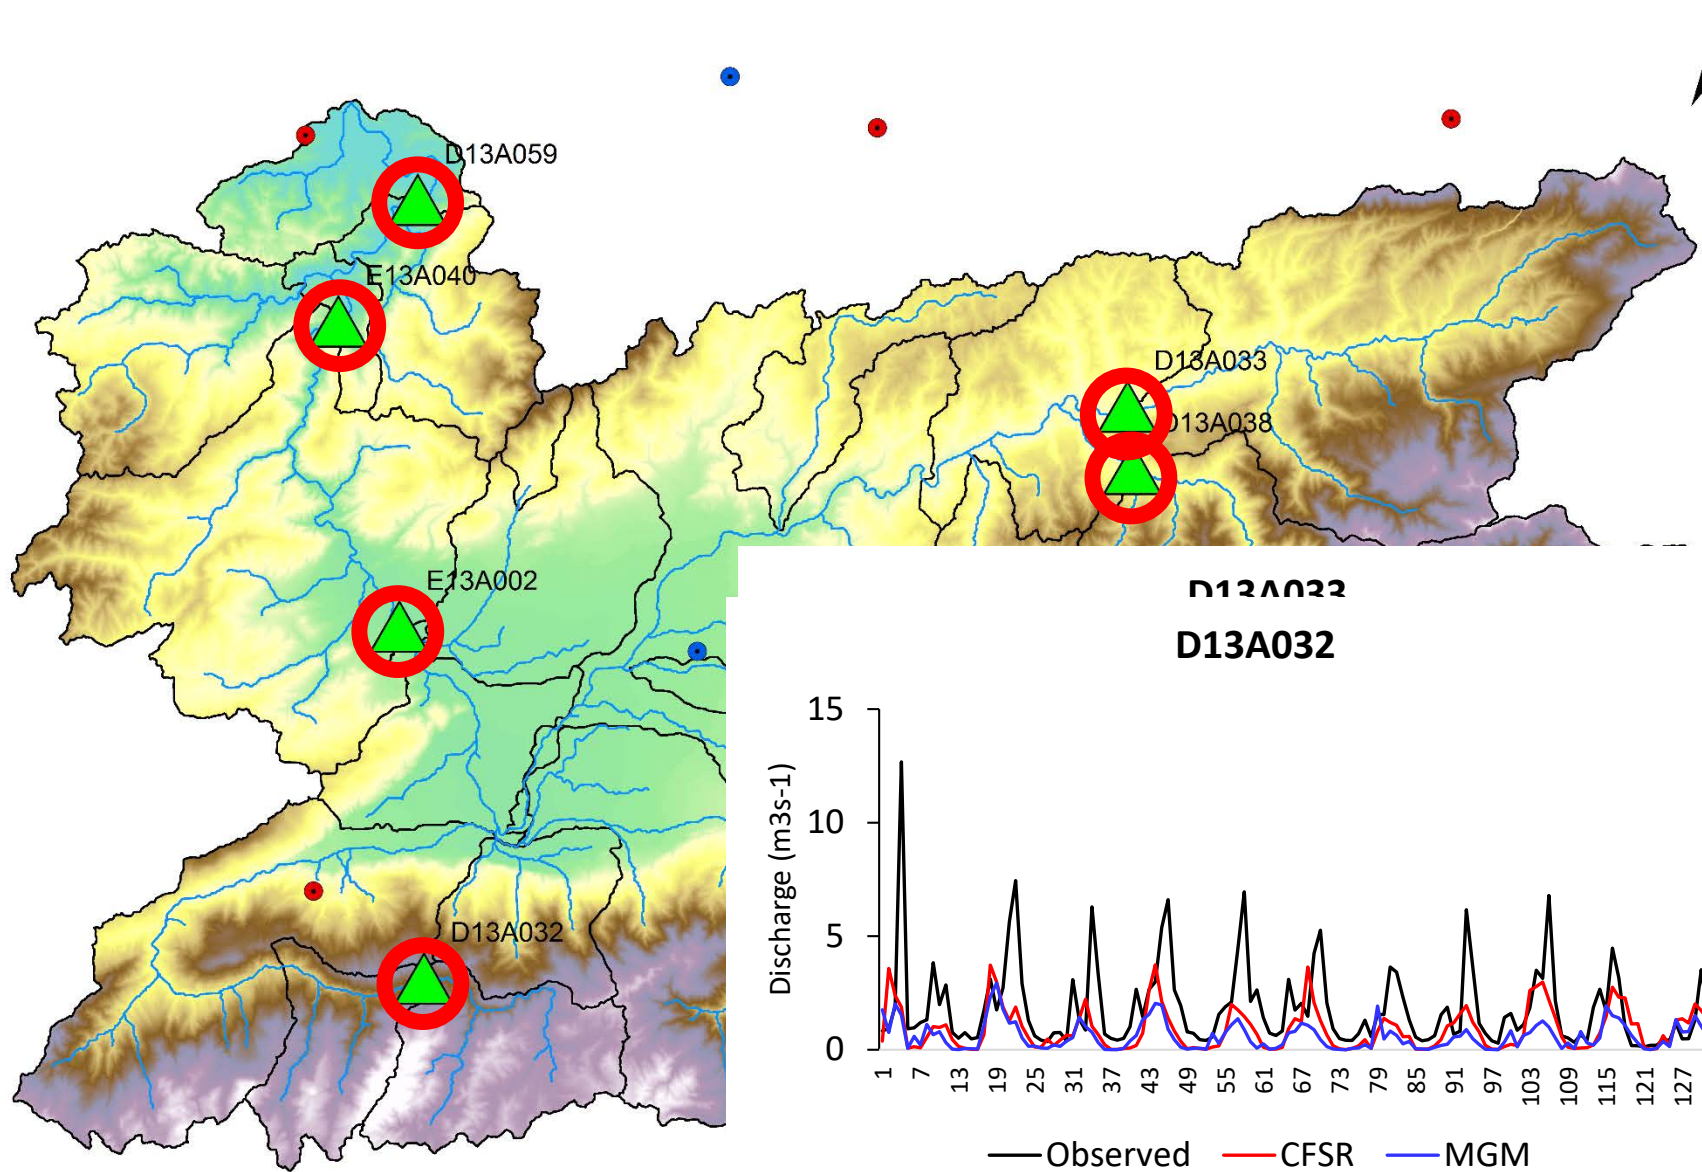 D13A059
E13A040
D13A033
D13A038
E13A002
D13A033
D13A032
15
10
5
0
Discharge (m3s-1)
1 7 13 19 25 31 37 43 49 55 61 67 73 79 85 91 97 103 109 115 121 127
Observed CFSR MGM
D13A032